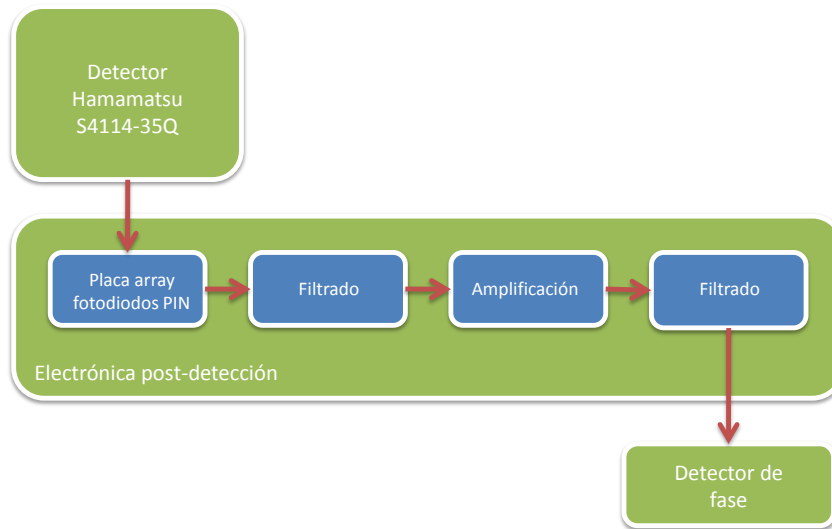 Detector
Hamamatsu
S4114-35Q
Placa array
fotodiodos PIN
Filtrado
Amplificación
Filtrado
Electrónica post-detección
Detector de
fase